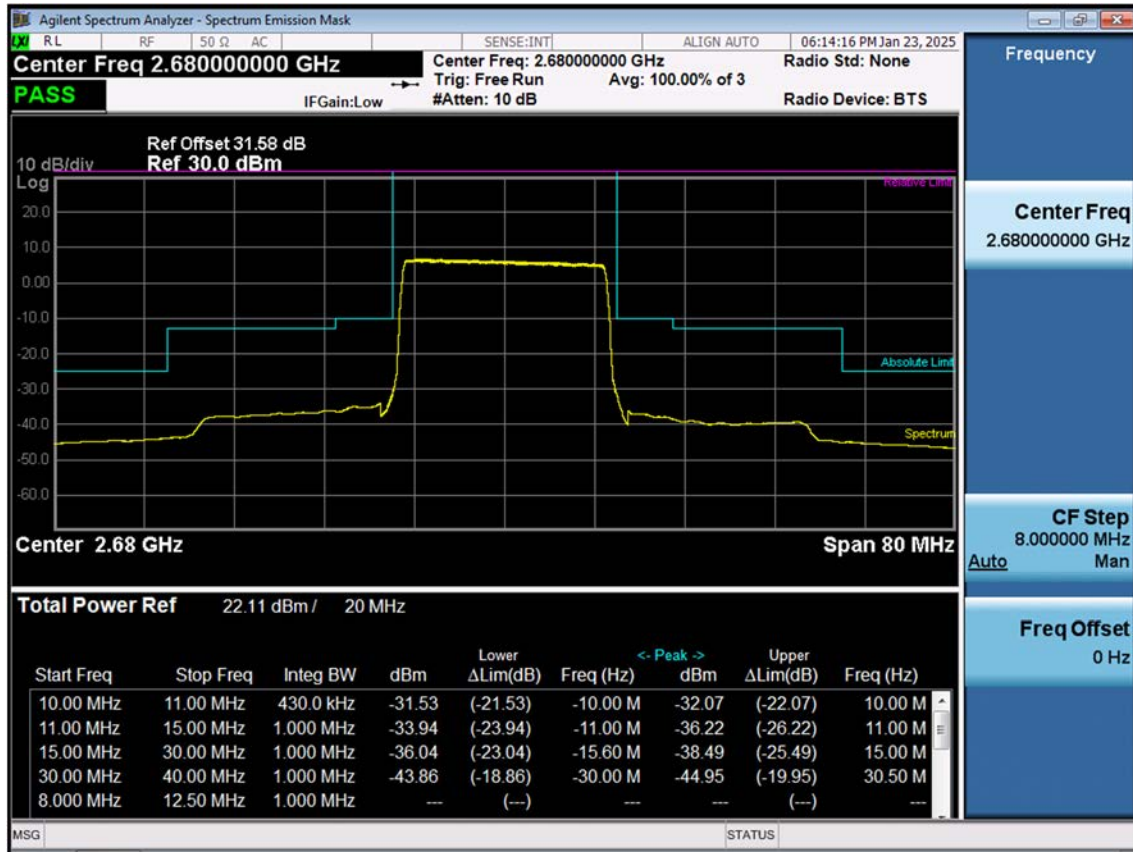 Agilent Spectrum Analyzer - Spectrum Emission Mask
LXI RL RF 50 Ω AC SENSE:INT ALIGN AUTO 06:14:16 PM Jan 23, 2025
Center Freq 2.680000000 GHz
Center Freq: 2.680000000 GHz
Radio Std: None
Trig: Free Run
Avg: 100.00% of 3
PASS
IFGain:Low
#Atten: 10 dB
Radio Device: BTS
Ref Offset 31.58 dB
10 dB/div
Ref 30.0 dBm
Log
Relative Limit
20.0
10.0
0.00
-10.0
-20.0
Absolute Limit
-30.0
-40.0
Spectrum
-50.0
-60.0
Center 2.68 GHz
Span 80 MHz
Total Power Ref 22.11 dBm / 20 MHz
Lower <- Peak -> Upper
Start Freq Stop Freq Integ BW dBm ΔLim(dB) Freq (Hz) dBm ΔLim(dB) Freq (Hz)
10.00 MHz 11.00 MHz 430.0 kHz -31.53 (-21.53) -10.00 M -32.07 (-22.07) 10.00 M
11.00 MHz 15.00 MHz 1.000 MHz -33.94 (-23.94) -11.00 M -36.22 (-26.22) 11.00 M
15.00 MHz 30.00 MHz 1.000 MHz -36.04 (-23.04) -15.60 M -38.49 (-25.49) 15.00 M
30.00 MHz 40.00 MHz 1.000 MHz -43.86 (-18.86) -30.00 M -44.95 (-19.95) 30.50 M
8.000 MHz 12.50 MHz 1.000 MHz --- (---) --- --- (---) ---
MSG STATUS
Frequency
Center Freq
2.680000000 GHz
CF Step
8.000000 MHz
Auto Man
Freq Offset
0 Hz